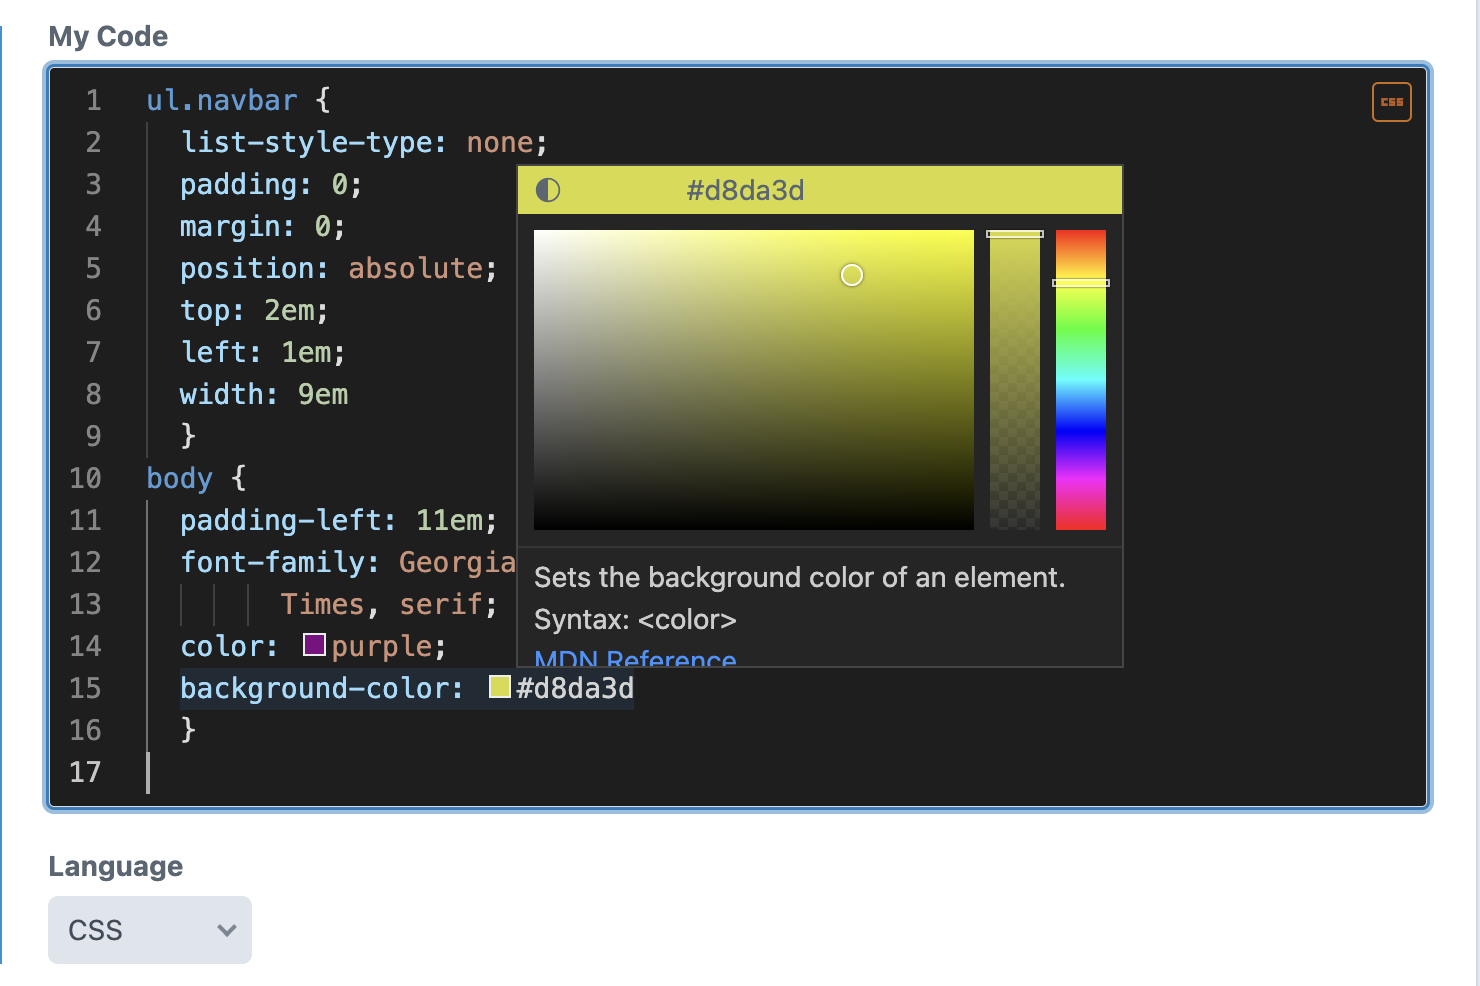 My Code
1 ul.navbar {
2 list-style-type: none;
3 padding: 0;
4 margin: 0;
5 position: absolute;
6 top: 2em;
7 left: 1em;
8 width: 9em
9 }
10 body {
11 padding-left: 11em;
12 font-family: Georgia
13 Times, serif;
14 color: purple;
15 background-color: #d8da3d
16 }
17
css
#d8da3d
Sets the background color of an element.
Syntax: <color>
MDN Reference
Language
CSS